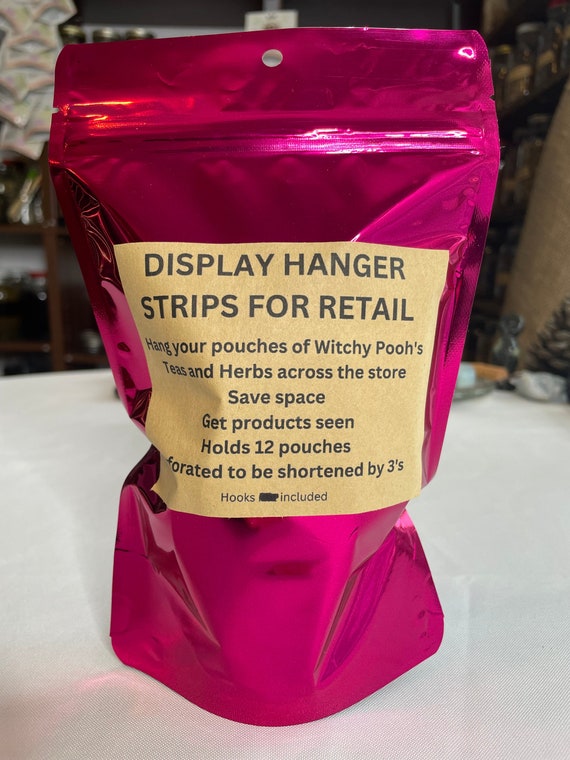 DISPLAY HANGER
STRIPS FOR RETAIL
Hang your pouches of Witchy Pooh's
Teas and Herbs across the store
Save space
Get products seen
Holds 12 pouches
forated to be shortened by 3's
Hooks included